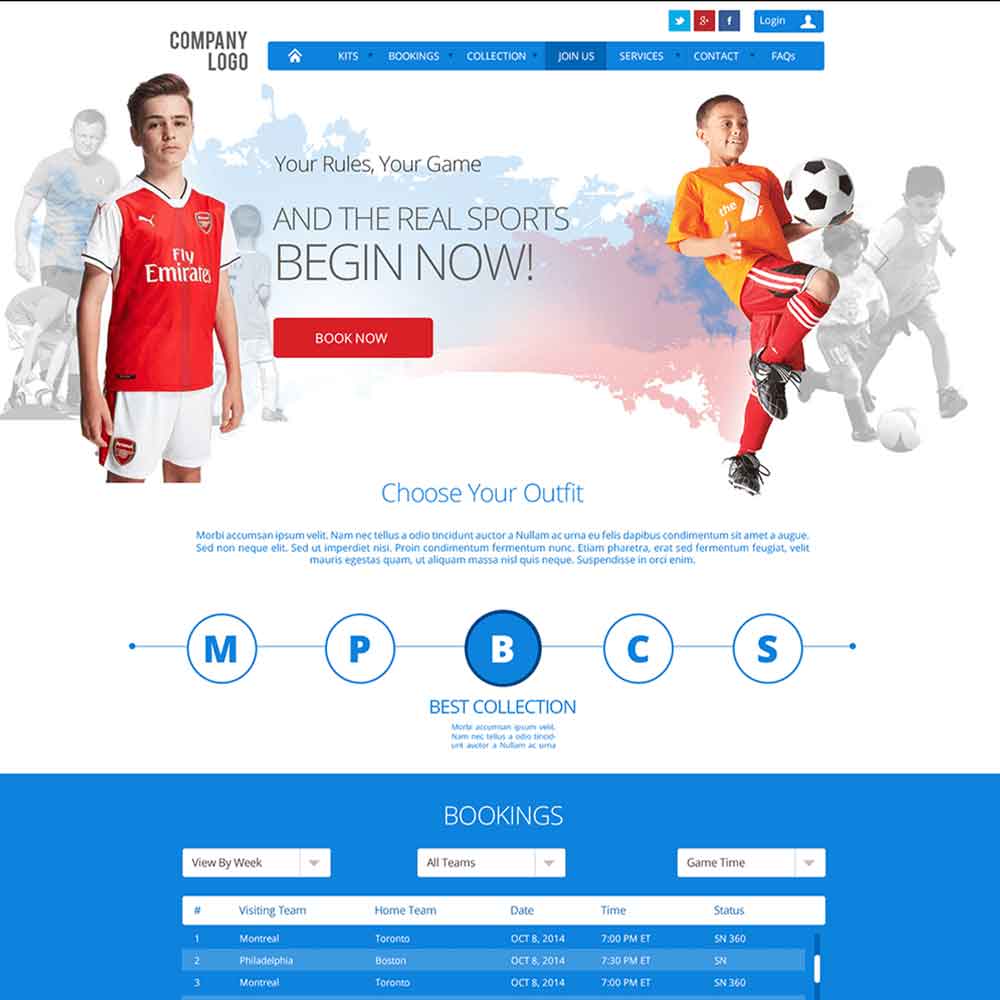 Login
COMPANY
LOGO
KITS BOOKINGS COLLECTION JOIN US SERVICES CONTACT FAQs
Your Rules, Your Game
AND THE REAL SPORTS
BEGIN NOW!
BOOK NOW
Fly
Emirates
Arsenal
the Y
Choose Your Outfit
Morbi accumsan ipsum velit. Nam nec tellus a odio tincidunt auctor a Nullam ac urna eu felis dapibus condimentum sit amet a augue.
Sed non neque elit. Sed ut imperdiet nisi. Proin condimentum fermentum nunc. Etiam pharetra, erat sed fermentum feugiat, velit
mauris egestas quam, ut aliquam massa nisl quis neque. Suspendisse in orci enim.
M P B C S
BEST COLLECTION
Morbi accumsan ipsum velit.
Nam nec tellus a odio tincid-
unt auctor a Nullam ac urna
BOOKINGS
View By Week All Teams Game Time
# Visiting Team Home Team Date Time Status
1 Montreal Toronto OCT 8, 2014 7:00 PM ET SN 360
2 Philadelphia Boston OCT 8, 2014 7:30 PM ET SN
3 Montreal Toronto OCT 8, 2014 7:00 PM ET SN 360